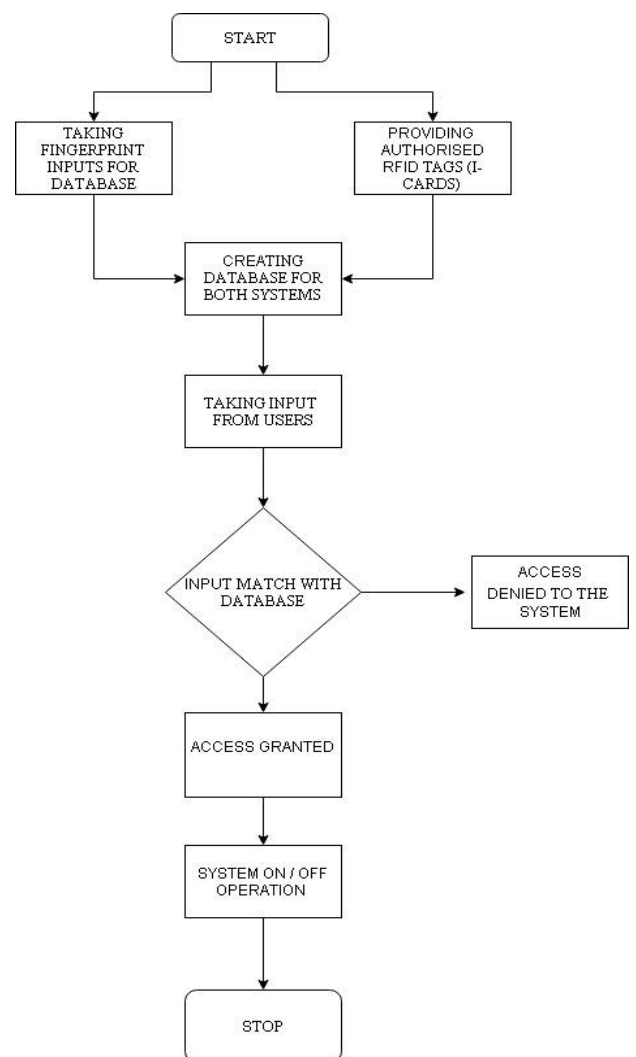 START
TAKING
FINGERPRINT
INPUTS FOR
DATABASE
PROVIDING
AUTHORISED
RFID TAGS (I-
CARDS)
CREATING
DATABASE FOR
BOTH SYSTEMS
TAKING INPUT
FROM USERS
INPUT MATCH WITH
DATABASE
ACCESS
DENIED TO THE
SYSTEM
ACCESS GRANTED
SYSTEM ON / OFF
OPERATION
STOP